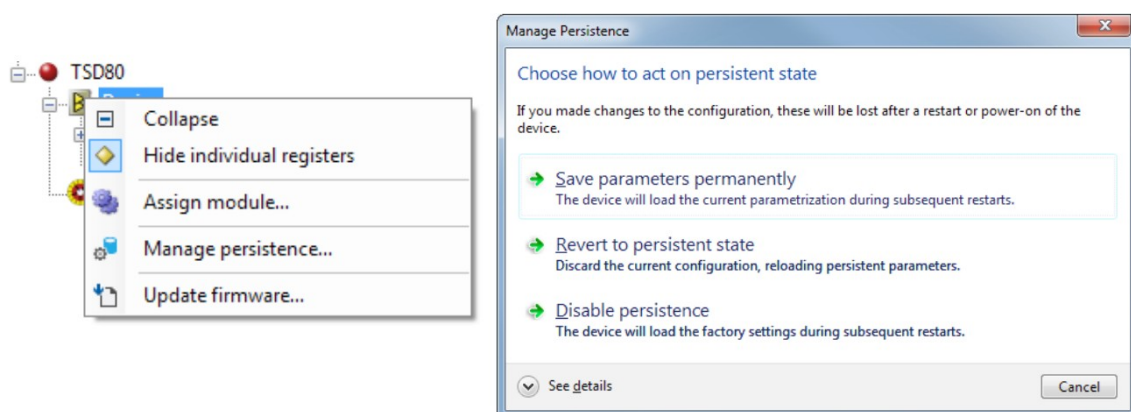 TSD80
Collapse
Hide individual registers
Assign module...
Manage persistence...
Update firmware...
Manage Persistence
Choose how to act on persistent state
If you made changes to the configuration, these will be lost after a restart or power-on of the
device.
Save parameters permanently
The device will load the current parametrization during subsequent restarts.
Revert to persistent state
Discard the current configuration, reloading persistent parameters.
Disable persistence
The device will load the factory settings during subsequent restarts.
See details
Cancel